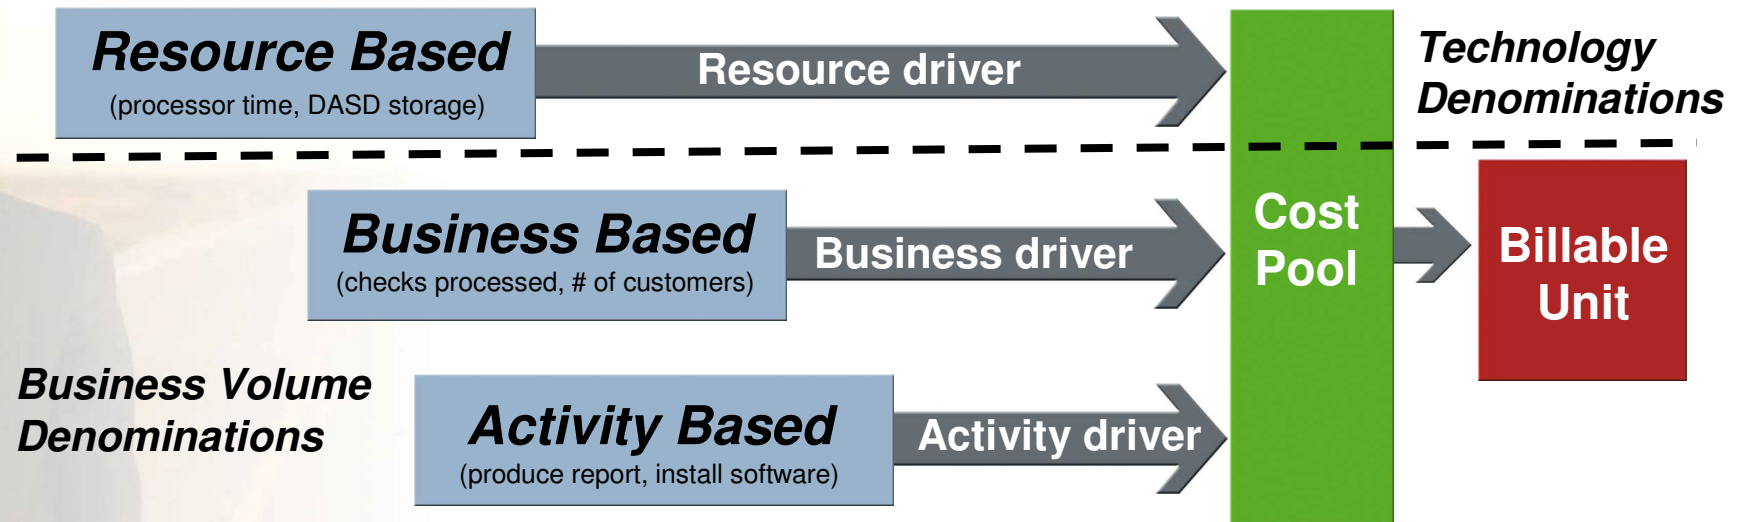 Resource Based
(processor time, DASD storage)
Resource driver
Technology
Denominations
Business Based
(checks processed, # of customers)
Business driver
Cost
Pool
Billable
Unit
Business Volume
Denominations
Activity Based
(produce report, install software)
Activity driver